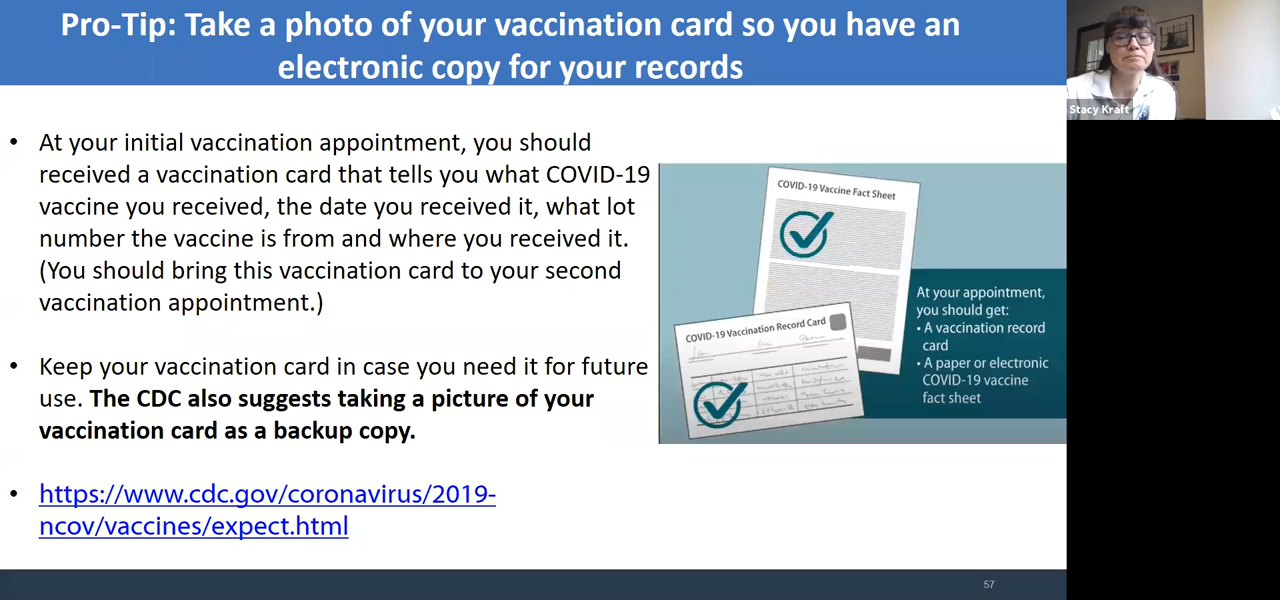 Pro-Tip: Take a photo of your vaccination card so you have an
electronic copy for your records
• At your initial vaccination appointment, you should
received a vaccination card that tells you what COVID-19
vaccine you received, the date you received it, what lot
number the vaccine is from and where you received it.
(You should bring this vaccination card to your second
vaccination appointment.)
• Keep your vaccination card in case you need it for future
use. The CDC also suggests taking a picture of your
vaccination card as a backup copy.
• https://www.cdc.gov/coronavirus/2019-
ncov/vaccines/expect.html
COVID-19 Vaccine Fact Sheet
COVID-19 Vaccination Record Card
At your appointment,
you should get:
• A vaccination record
card
• A paper or electronic
COVID-19 vaccine
fact sheet
57
Stacy Kraft